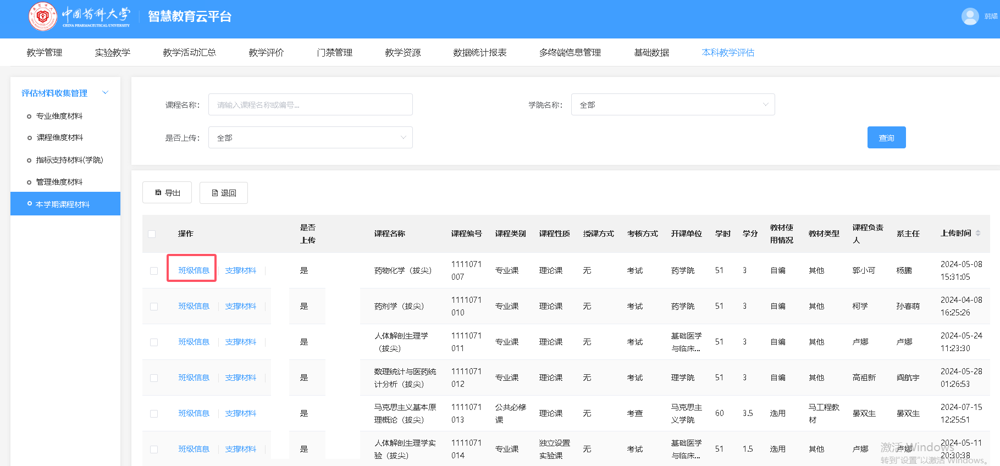 中国药科大学
CHINA PHARMACEUTICAL UNIVERSITY
智慧教育云平台
韩耀
教学管理 实验教学 教学活动汇总 教学评价 门禁管理 教学资源 数据统计报表 多终端信息管理 基础数据 本科教学评估
评估材料收集管理
专业维度材料
课程维度材料
指标支持材料(学院)
管理维度材料
本学期课程材料
课程名称: 请输入课程名称或编号... 学院名称: 全部
是否上传: 全部 查询
导出 退回
操作 是否上传 课程名称 课程编号 课程类别 课程性质 授课方式 考核方式 开课单位 学时 学分 教材使用情况 教材类型 课程负责人 系主任 上传时间
班级信息 支撑材料 是 药物化学（拔尖） 1111071007 专业课 理论课 无 考试 药学院 51 3 自编 其他 郭小可 杨鹏 2024-05-08 15:31:05
班级信息 支撑材料 是 药剂学（拔尖） 1111071010 专业课 理论课 无 考试 药学院 51 3 自编 其他 柯学 孙春萌 2024-04-08 16:25:26
班级信息 支撑材料 是 人体解剖生理学（拔尖） 1111071011 专业课 理论课 无 考试 基础医学与临床... 51 3 自编 其他 卢娜 卢娜 2024-05-24 11:23:30
班级信息 支撑材料 是 数理统计与医药统计分析（拔尖） 1111071012 专业课 理论课 无 考试 理学院 51 3 自编 其他 高祖新 阎航宇 2024-05-28 01:26:53
班级信息 支撑材料 是 马克思主义基本原理概论（拔尖） 1111071013 公共必修课 理论课 无 考查 马克思主义学院 60 3.5 选用 马工程教材 晏双生 晏双生 2024-07-15 12:25:51
班级信息 支撑材料 是 人体解剖生理学实验（拔尖） 1111071014 专业课 独立设置实验课 无 考试 基础医学与临床... 51 1.5 选用 其他 卢娜 卢娜 2024-05-11 20:30:38
激活 Windows
转到"设置"以激活 Windows。